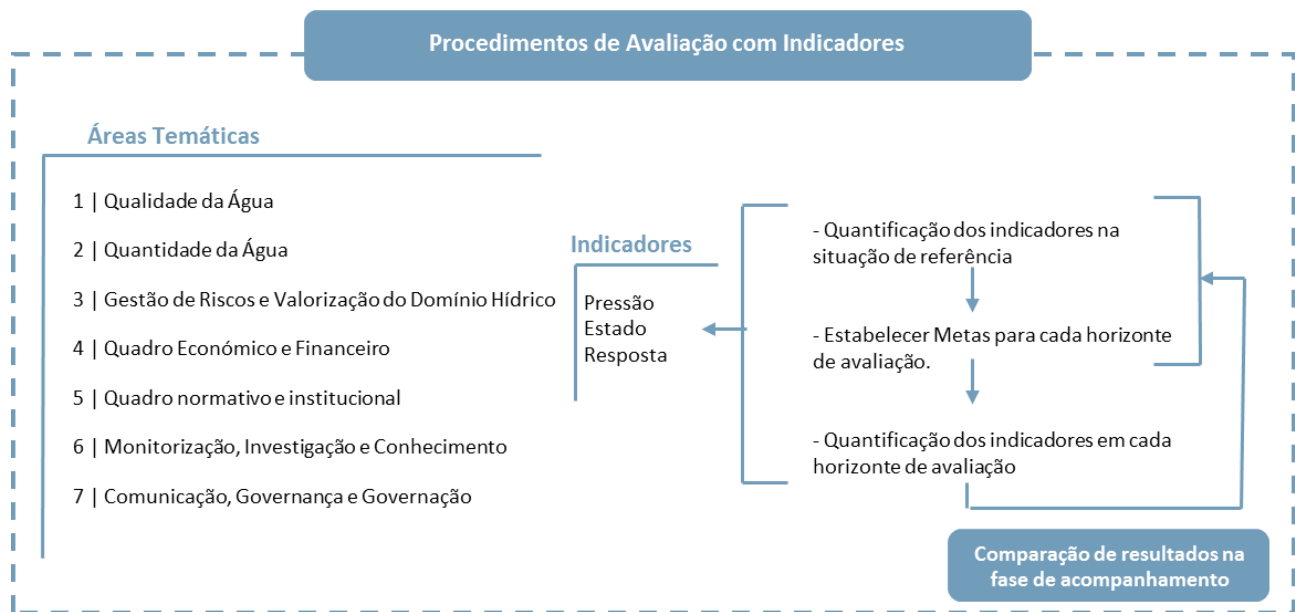 Procedimentos de Avaliação com Indicadores
Áreas Temáticas
1 | Qualidade da Água
2 | Quantidade da Água
3 | Gestão de Riscos e Valorização do Domínio Hídrico
4 | Quadro Económico e Financeiro
5 | Quadro normativo e institucional
6 | Monitorização, Investigação e Conhecimento
7 | Comunicação, Governança e Governação
Indicadores
Pressão
Estado
Resposta
- Quantificação dos indicadores na
situação de referência
- Estabelecer Metas para cada horizonte
de avaliação.
- Quantificação dos indicadores em cada
horizonte de avaliação
Comparação de resultados na
fase de acompanhamento